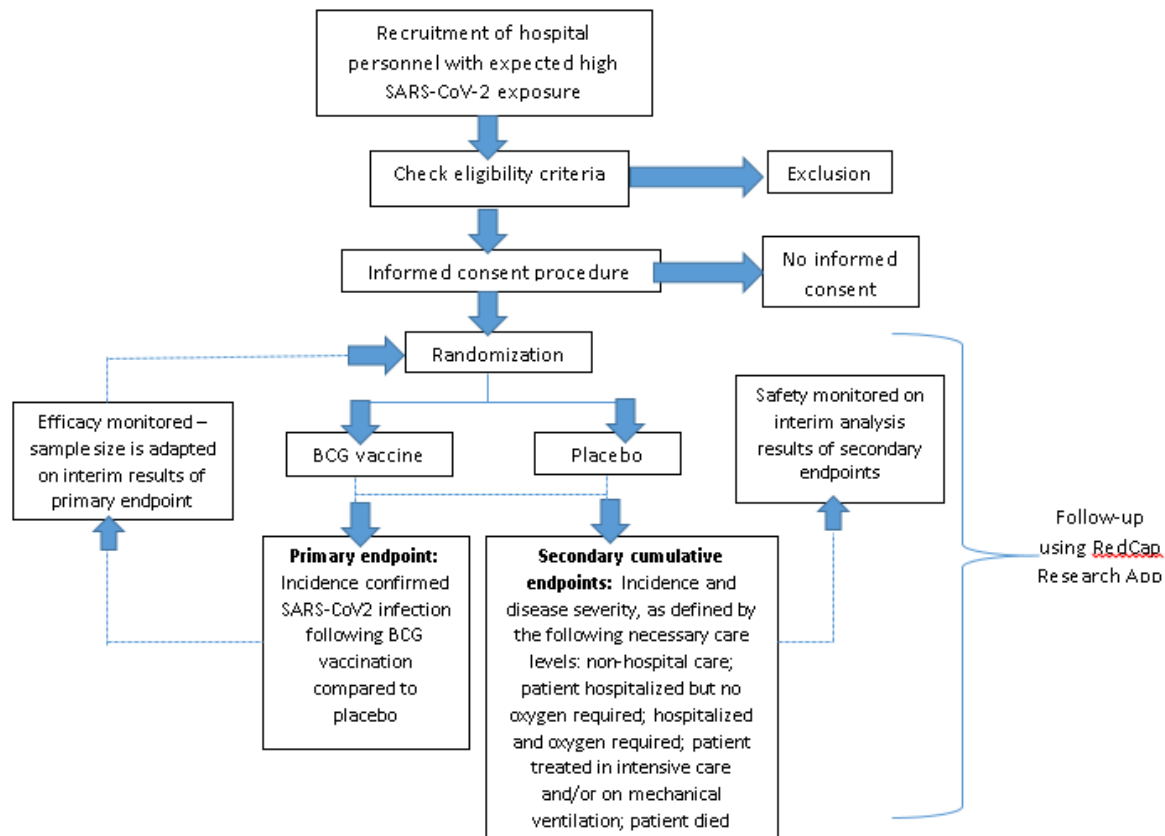 Recruitment of hospital
personnel with expected high
SARS-CoV-2 exposure
Check eligibility criteria
Exclusion
Informed consent procedure
No informed
consent
Randomization
Efficacy monitored –
sample size is adapted
on interim results of
primary endpoint
BCG vaccine
Placebo
Safety monitored on
interim analysis
results of secondary
endpoints
Primary endpoint:
Incidence confirmed
SARS-CoV2 infection
following BCG
vaccination
compared to
placebo
Secondary cumulative
endpoints: Incidence and
disease severity, as defined by
the following necessary care
levels: non-hospital care;
patient hospitalized but no
oxygen required; hospitalized
and oxygen required; patient
treated in intensive care
and/or on mechanical
ventilation; patient died
Follow-up
using RedCap
Research App